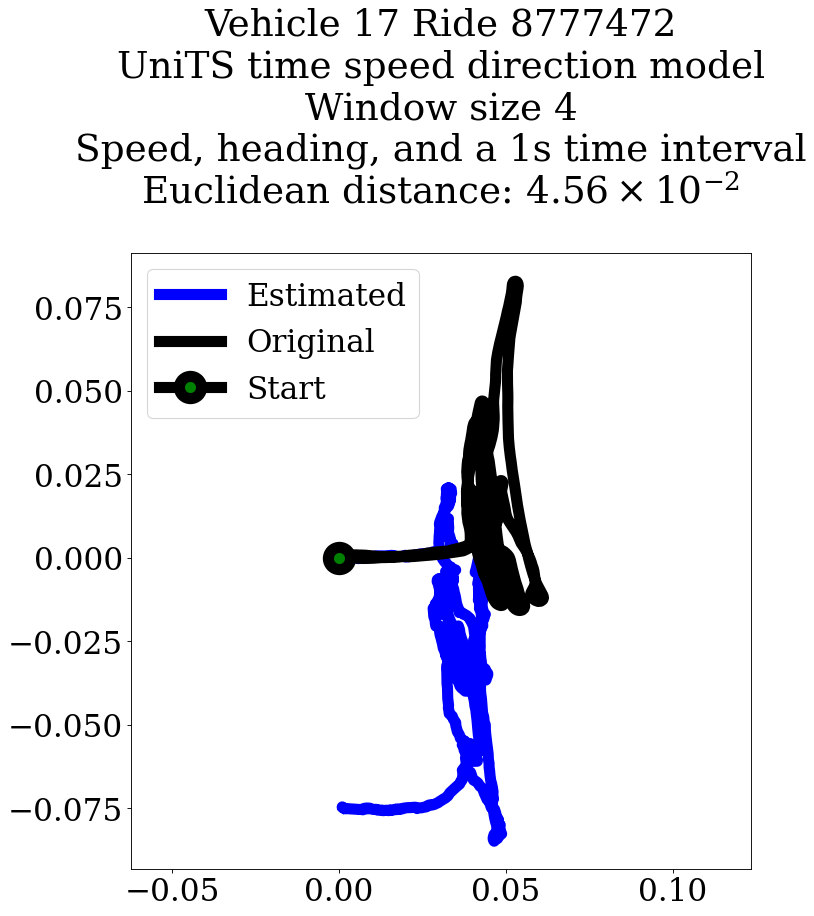 Vehicle 17 Ride 8777472
UniTS time speed direction model
Window size 4
Speed, heading, and a 1s time interval
Euclidean distance: 4.56 × 10⁻²
Estimated
Original
Start
0.075
0.050
0.025
0.000
−0.025
−0.050
−0.075
−0.05 0.00 0.05 0.10